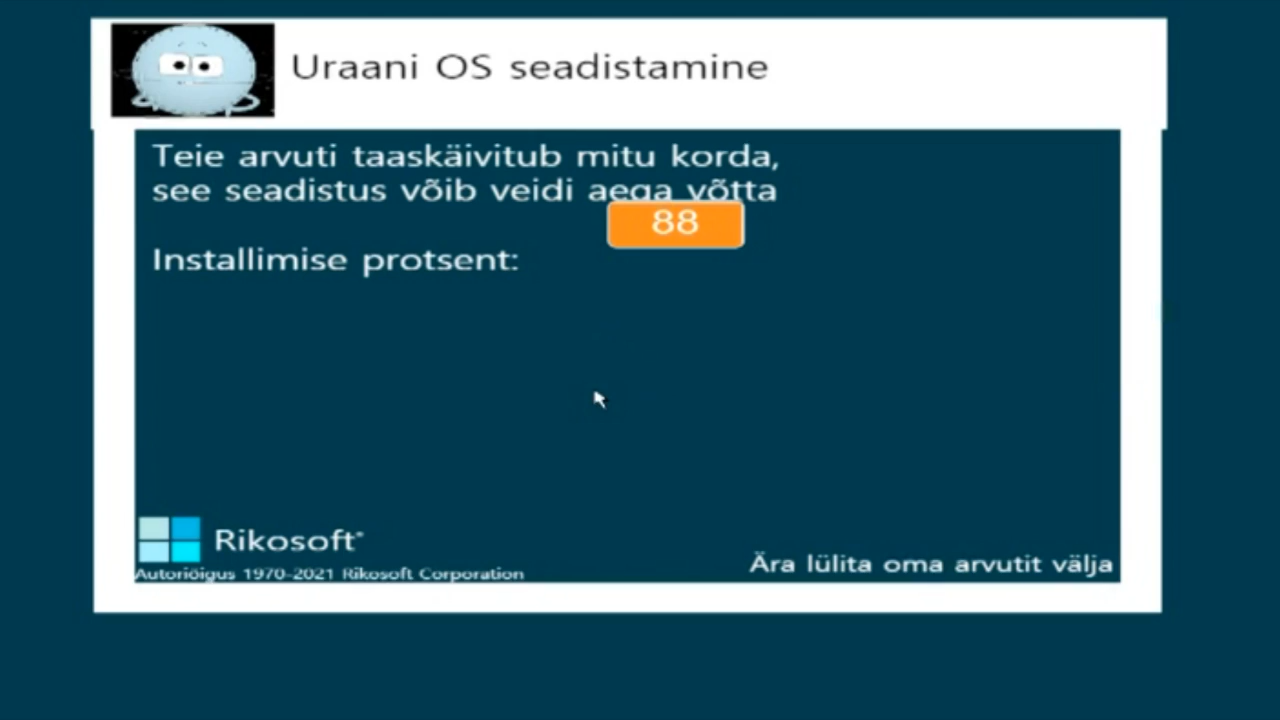 Uraani OS seadistamine
Teie arvuti taaskäivitub mitu korda,
see seadistus võib veidi aega võtta
88
Installimise protsent:
Rikosoft
Autoriõigus 1970-2021 Rikosoft Corporation
Ära lülita oma arvutit välja